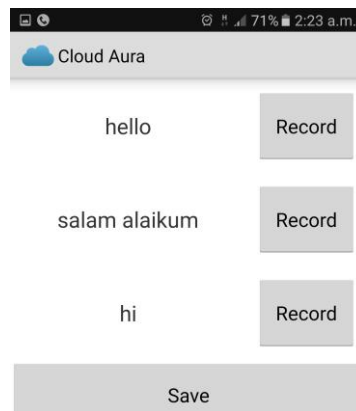 71% 2:23 a.m.
Cloud Aura
hello Record
salam alaikum Record
hi Record
Save